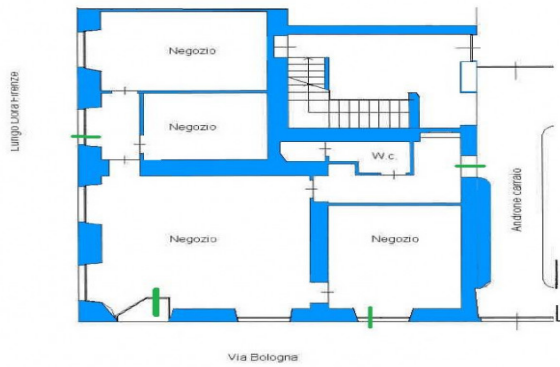 Negozio
Negozio
Lungo Dora Firenze
W.c.
Negozio
Negozio
Androne carraio
Via Bologna